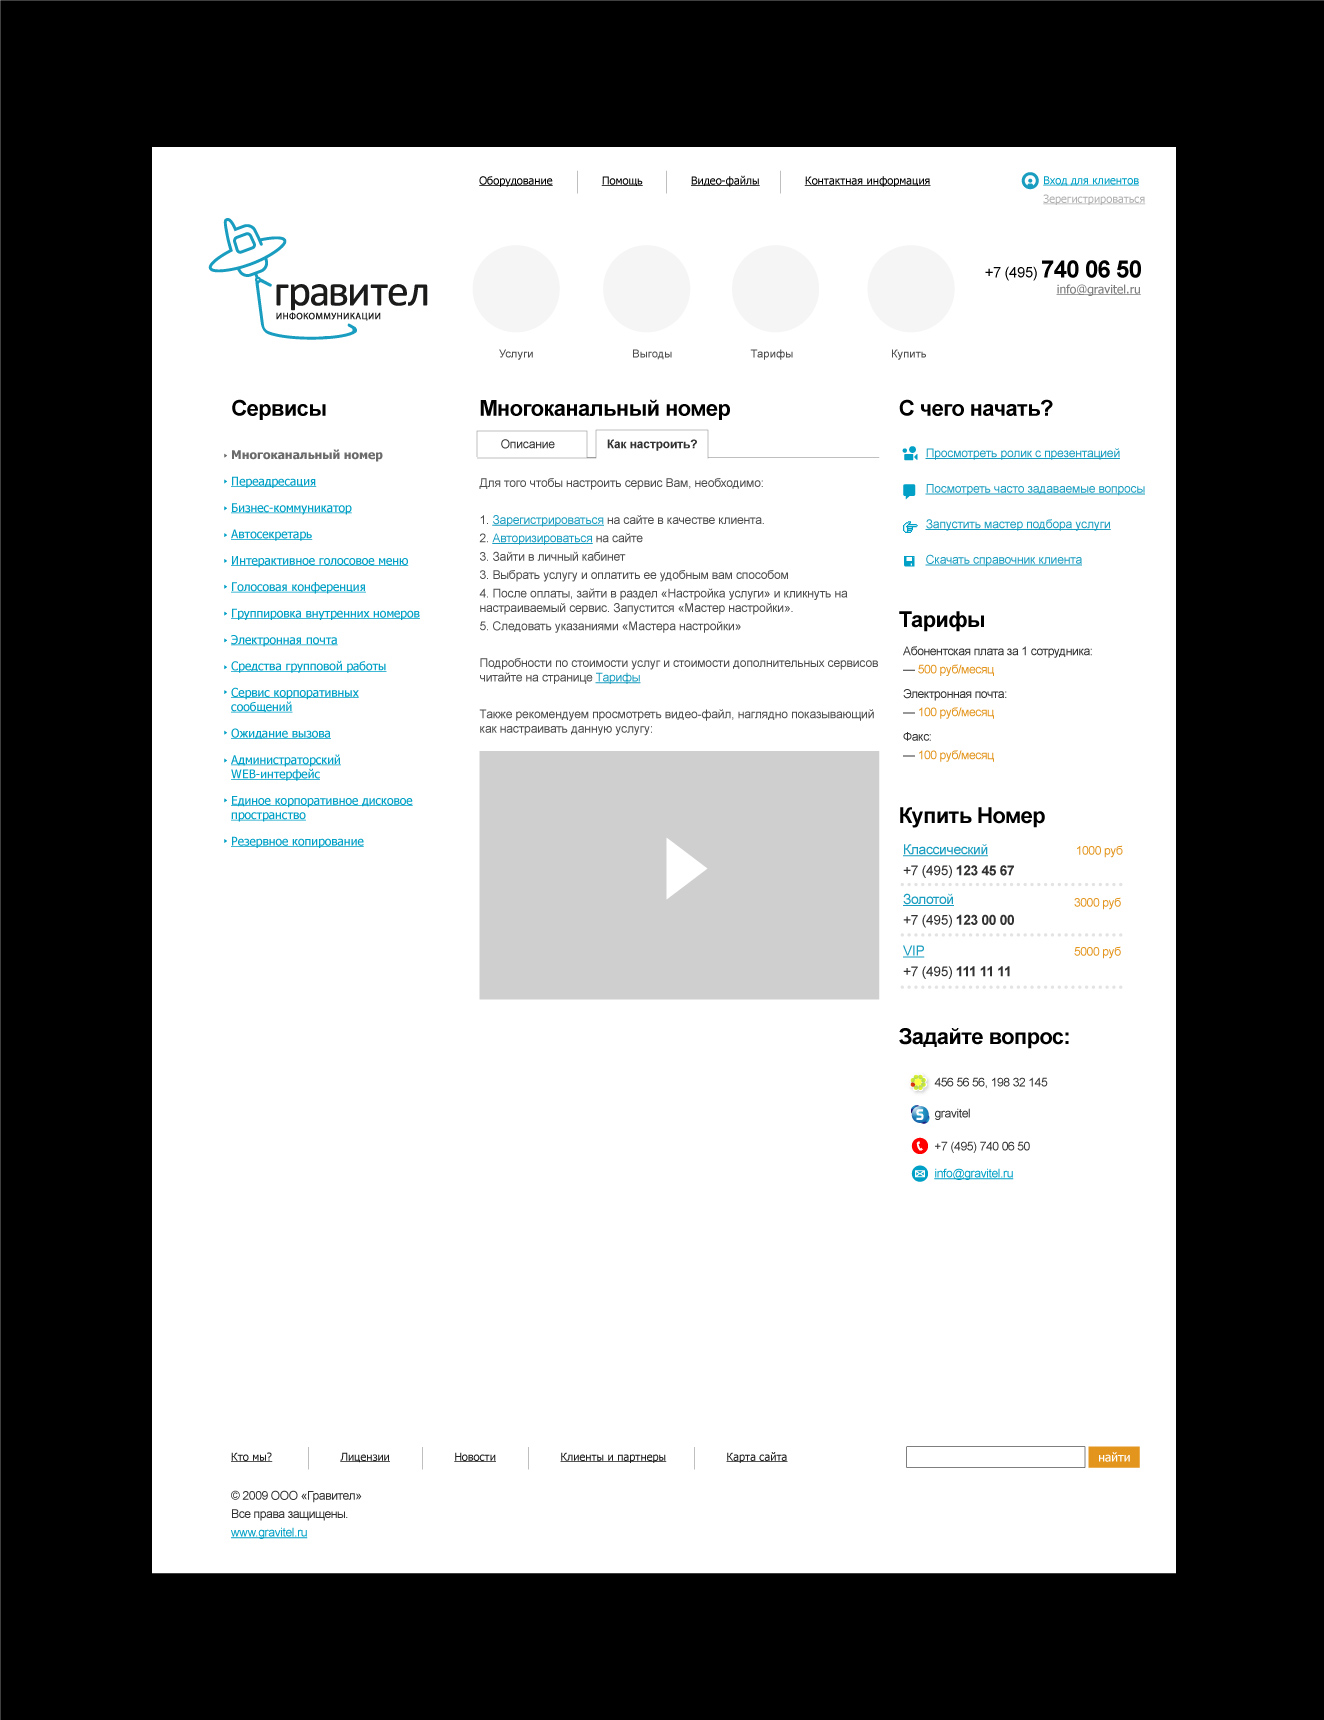 Оборудование
Помощь
Видео-файлы
Контактная информация
Вход для клиентов
Зерегистрироваться
гравител
ИНФОКОММУНИКАЦИИ
+7 (495) 740 06 50
info@gravitel.ru
Услуги
Выгоды
Тарифы
Купить
Сервисы
Многоканальный номер
Переадресация
Бизнес-коммуникатор
Автосекретарь
Интерактивное голосовое меню
Голосовая конференция
Группировка внутренних номеров
Электронная почта
Средства групповой работы
Сервис корпоративных
сообщений
Ожидание вызова
Администраторский
WEB-интерфейс
Единое корпоративное дисковое
пространство
Резервное копирование
Многоканальный номер
Описание
Как настроить?
Для того чтобы настроить сервис Вам, необходимо:
1. Зарегистрироваться на сайте в качестве клиента.
2. Авторизироваться на сайте
3. Зайти в личный кабинет
3. Выбрать услугу и оплатить ее удобным вам способом
4. После оплаты, зайти в раздел «Настройка услуги» и кликнуть на
настраиваемый сервис. Запустится «Мастер настройки».
5. Следовать указаниями «Мастера настройки»
Подробности по стоимости услуг и стоимости дополнительных сервисов
читайте на странице Тарифы
Также рекомендуем просмотреть видео-файл, наглядно показывающий
как настраивать данную услугу:
С чего начать?
Просмотреть ролик с презентацией
Посмотреть часто задаваемые вопросы
Запустить мастер подбора услуги
Скачать справочник клиента
Тарифы
Абонентская плата за 1 сотрудника:
— 500 руб/месяц
Электронная почта:
— 100 руб/месяц
Факс:
— 100 руб/месяц
Купить Номер
Классический 1000 руб
+7 (495) 123 45 67
Золотой 3000 руб
+7 (495) 123 00 00
VIP 5000 руб
+7 (495) 111 11 11
Задайте вопрос:
456 56 56, 198 32 145
gravitel
+7 (495) 740 06 50
info@gravitel.ru
Кто мы?
Лицензии
Новости
Клиенты и партнеры
Карта сайта
найти
© 2009 ООО «Гравител»
Все права защищены.
www.gravitel.ru